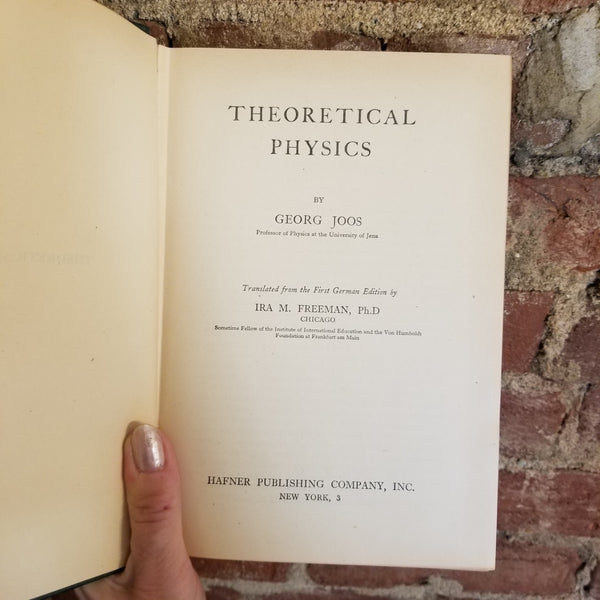 THEORETICAL
PHYSICS
BY
GEORG JOOS
Professor of Physics at the University of Jena
Translated from the First German Edition by
IRA M. FREEMAN, Ph.D
CHICAGO
Sometime Fellow of the Institute of International Education and the Von Humboldt
Foundation at Frankfurt am Main
HAFNER PUBLISHING COMPANY, INC.
NEW YORK, 3